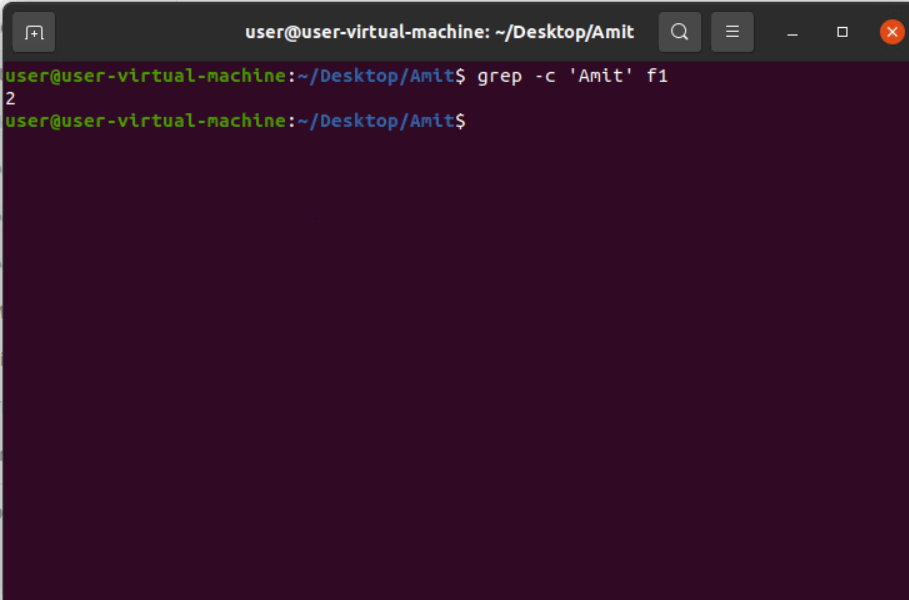 user@user-virtual-machine: ~/Desktop/Amit
user@user-virtual-machine:~/Desktop/Amit$ grep -c 'Amit' f1
2
user@user-virtual-machine:~/Desktop/Amit$